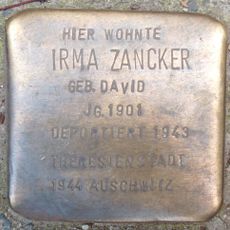 HIER WOHNTE
IRMA ZANCKER
GEB. DAVID
JG. 1901
DEPORTIERT 1943
THERESIENSTADT
1944 AUSCHWITZ